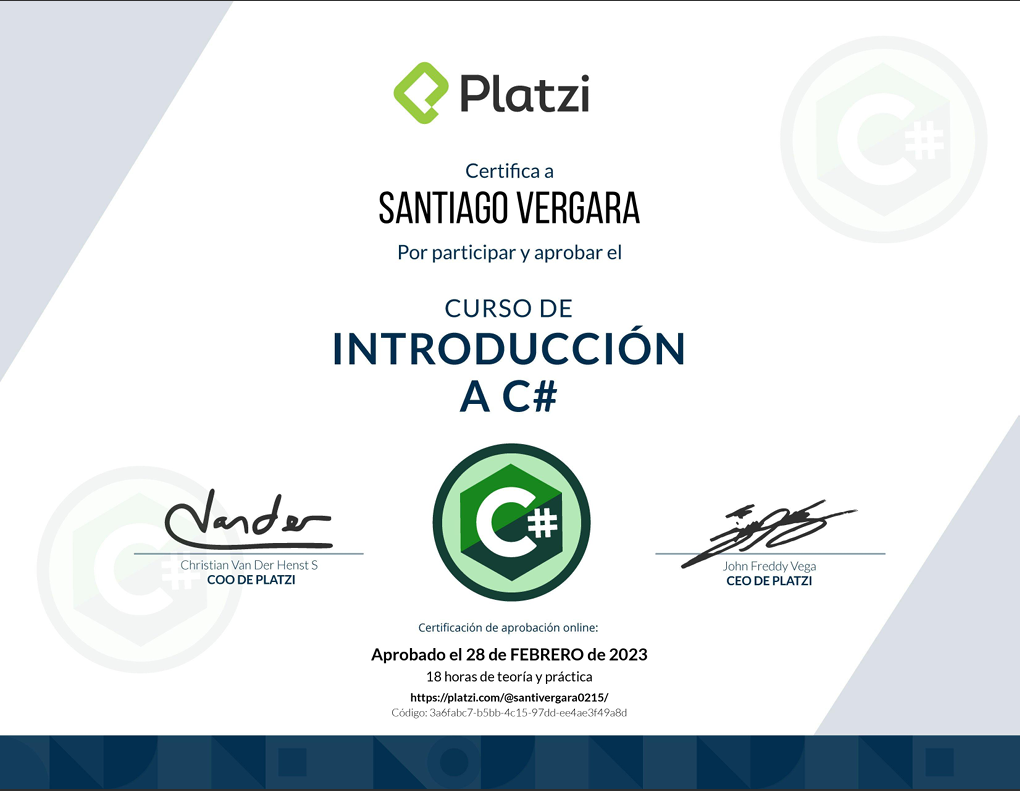 Platzi
C#
Certifica a
SANTIAGO VERGARA
Por participar y aprobar el
CURSO DE
INTRODUCCIÓN
A C#
C#
C#
Vander
Christian Van Der Henst S
COO DE PLATZI
John Freddy Vega
CEO DE PLATZI
Certificación de aprobación online:
Aprobado el 28 de FEBRERO de 2023
18 horas de teoría y práctica
https://platzi.com/@santivergara0215/
Código: 3a6fabc7-b5bb-4c15-97dd-ee4ae3f49a8d